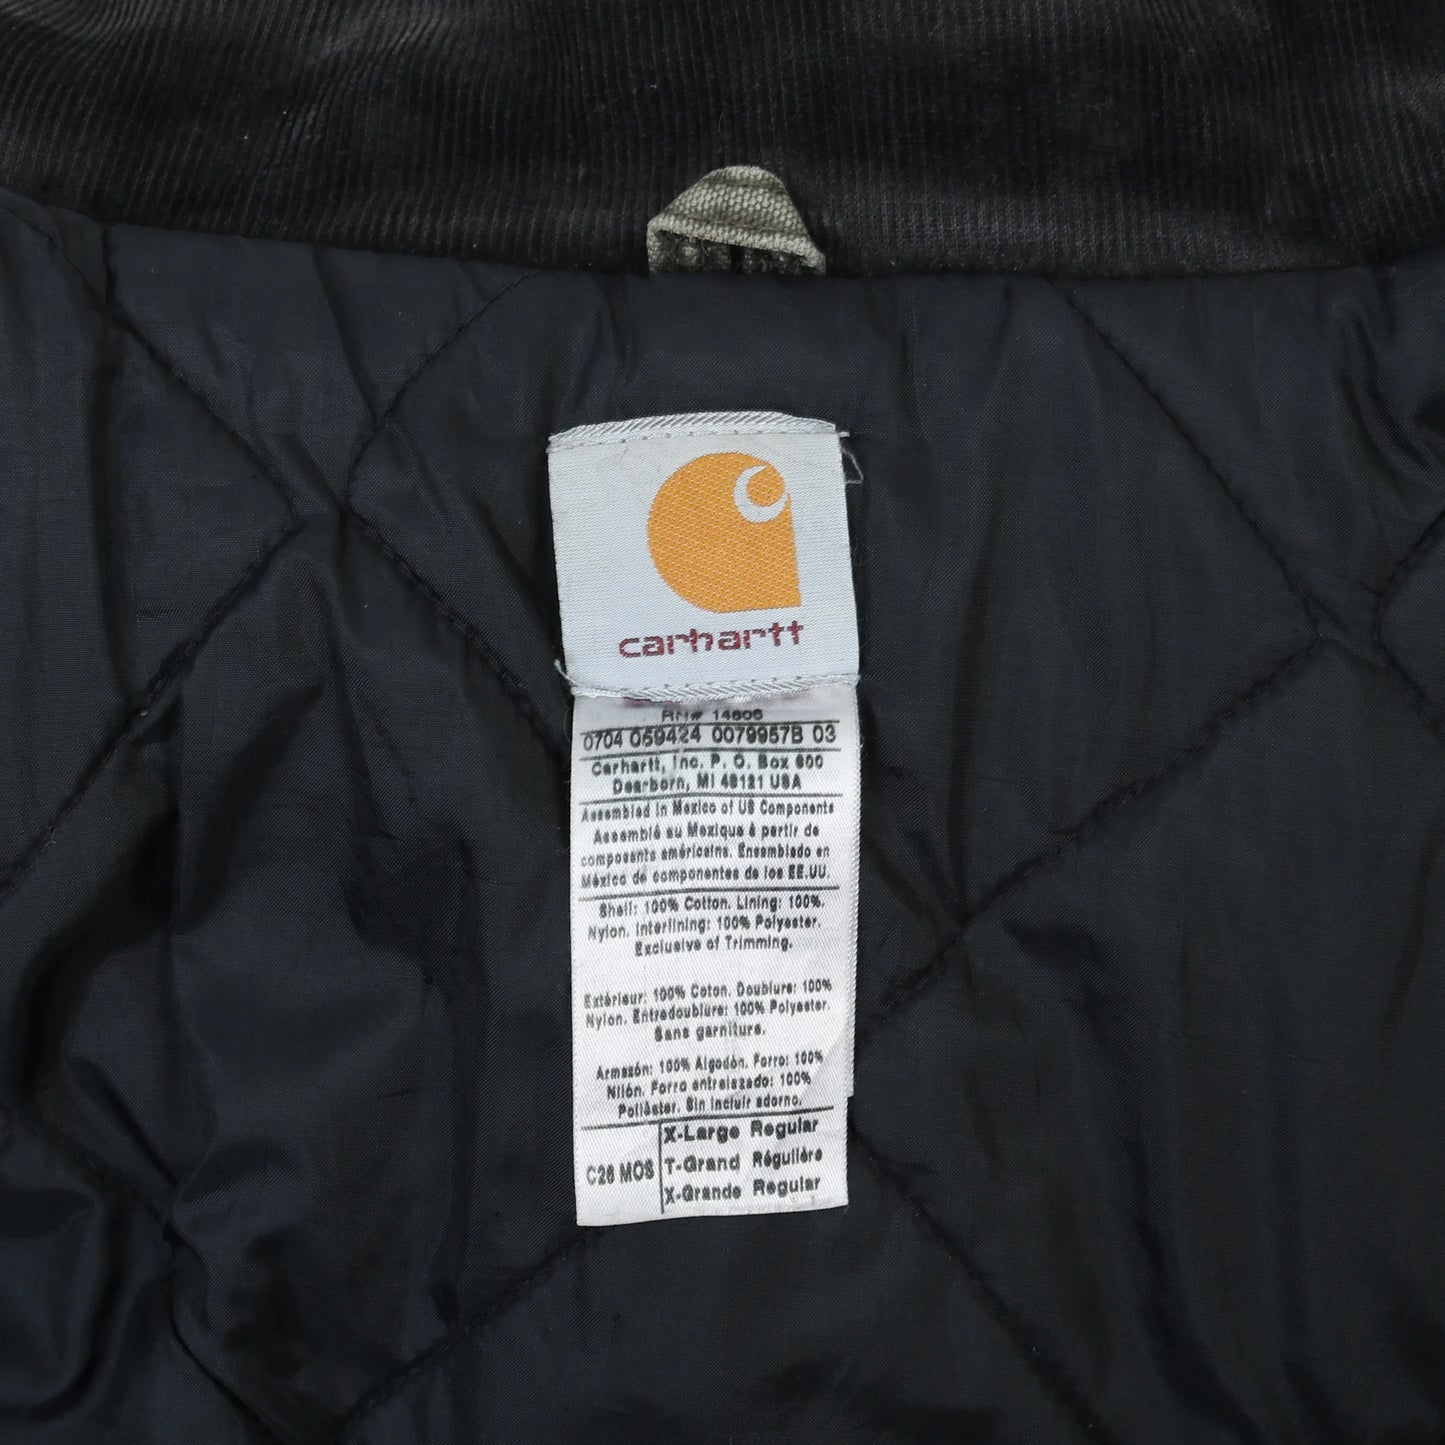 carhartt
RN# 14806
0704 059424 0079957B 03
Carhartt, Inc. P. O. Box 600
Dearborn, MI 48121 USA
Assembled in Mexico of US Components
Assemblé au Mexique à partir de
composants américains. Ensamblado en
México de componentes de los EE.UU.
Shell: 100% Cotton. Lining: 100%.
Nylon. Interlining: 100% Polyester.
Exclusive of Trimming.
Extérieur: 100% Coton. Doublure: 100%
Nylon. Entredoublure: 100% Polyester.
Sans garniture.
Armazón: 100% Algodón. Forro: 100%
Nilón. Forro entrelazado: 100%
Poliéster. Sin incluir adorno.
X-Large Regular
C26 MOS T-Grand Régulière
X-Grande Regular